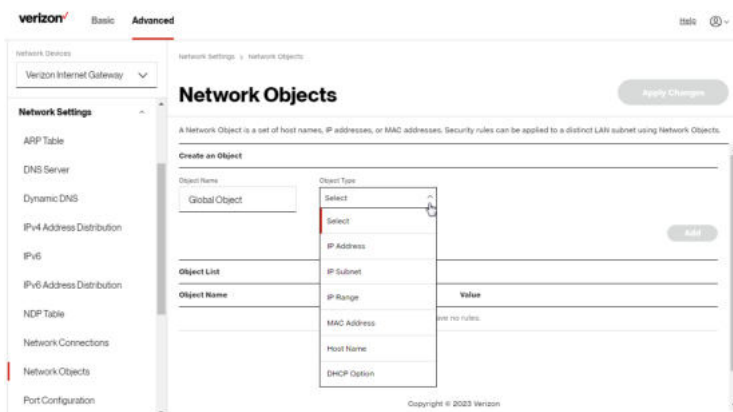 verizon✓ Basic Advanced Help
Network Devices
Verizon Internet Gateway
Network Settings
ARP Table
DNS Server
Dynamic DNS
IPv4 Address Distribution
IPv6
IPv6 Address Distribution
NDP Table
Network Connections
Network Objects
Port Configuration
Network Settings > Network Objects
Network Objects
Apply Changes
A Network Object is a set of host names, IP addresses, or MAC addresses. Security rules can be applied to a distinct LAN subnet using Network Objects.
Create an Object
Object Name Object Type
Global Object Select
Select
IP Address
Add
Object List IP Subnet
Object Name IP Range Value
ave no rules.
MAC Address
Host Name
DHCP Option
Copyright © 2023 Verizon